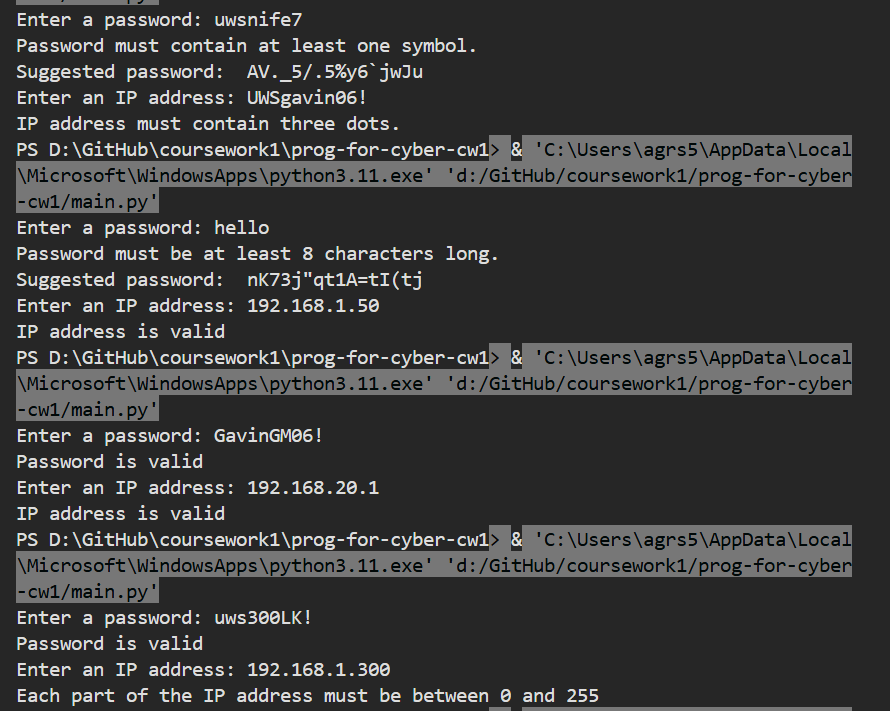 Enter a password: uwsnife7
Password must contain at least one symbol.
Suggested password:  AV._5/.5%y6`jwJu
Enter an IP address: UWSgavin06!
IP address must contain three dots.
PS D:\GitHub\coursework1\prog-for-cyber-cw1> & 'C:\Users\agrs5\AppData\Local
\Microsoft\WindowsApps\python3.11.exe' 'd:/GitHub/coursework1/prog-for-cyber
-cw1/main.py'
Enter a password: hello
Password must be at least 8 characters long.
Suggested password:  nK73j"qt1A=tI(tj
Enter an IP address: 192.168.1.50
IP address is valid
PS D:\GitHub\coursework1\prog-for-cyber-cw1> & 'C:\Users\agrs5\AppData\Local
\Microsoft\WindowsApps\python3.11.exe' 'd:/GitHub/coursework1/prog-for-cyber
-cw1/main.py'
Enter a password: GavinGM06!
Password is valid
Enter an IP address: 192.168.20.1
IP address is valid
PS D:\GitHub\coursework1\prog-for-cyber-cw1> & 'C:\Users\agrs5\AppData\Local
\Microsoft\WindowsApps\python3.11.exe' 'd:/GitHub/coursework1/prog-for-cyber
-cw1/main.py'
Enter a password: uws300LK!
Password is valid
Enter an IP address: 192.168.1.300
Each part of the IP address must be between 0 and 255